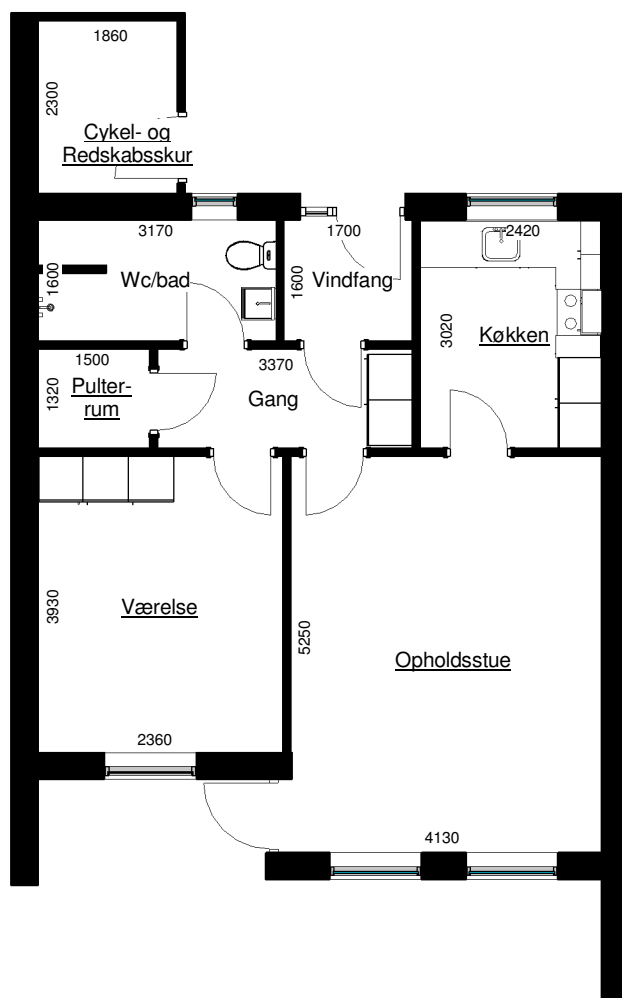 1860
2300
Cykel- og
Redskabsskur
3170
1600
Wc/bad
1700
1600
Vindfang
2420
3020
Køkken
1500
1320
Pulter-
rum
3370
Gang
3930
Værelse
2360
5250
Opholdsstue
4130